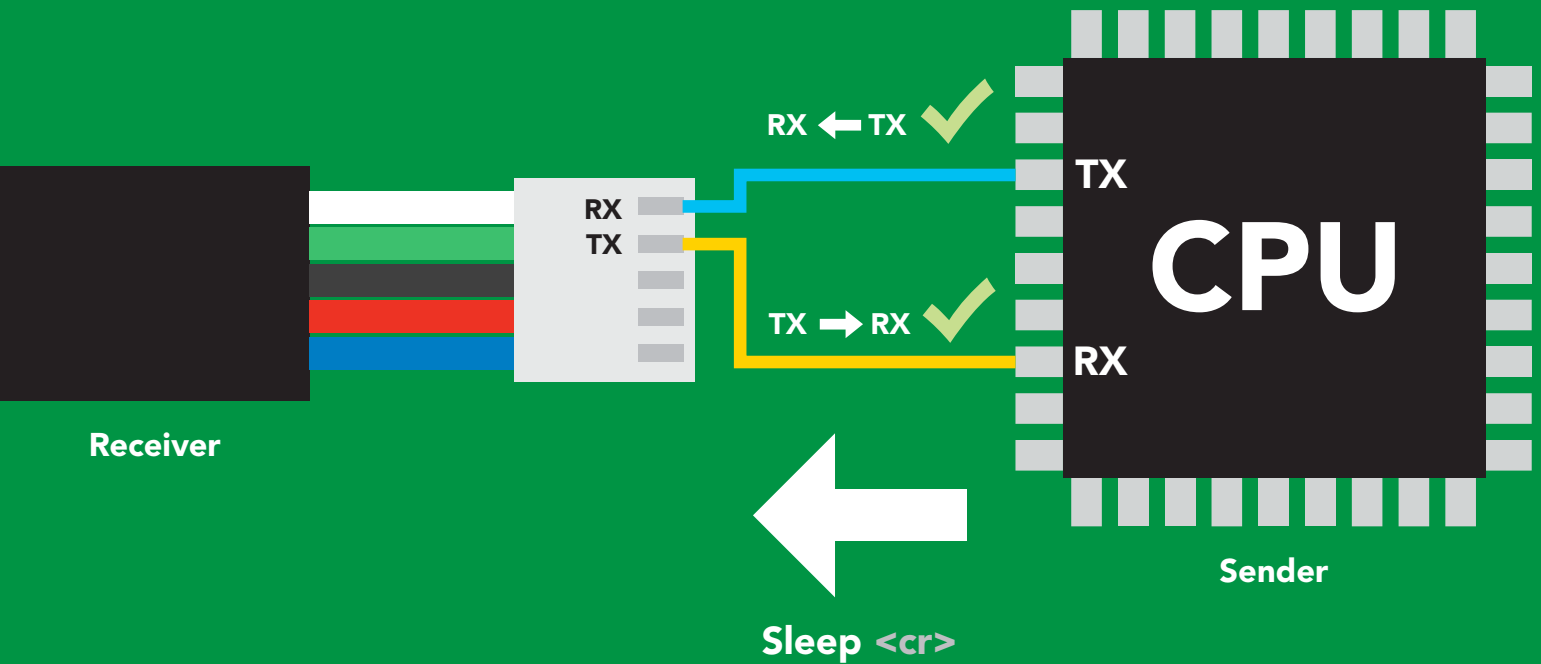 RX ← TX
TX
RX
TX
CPU
TX → RX
RX
Receiver
Sender
Sleep <cr>